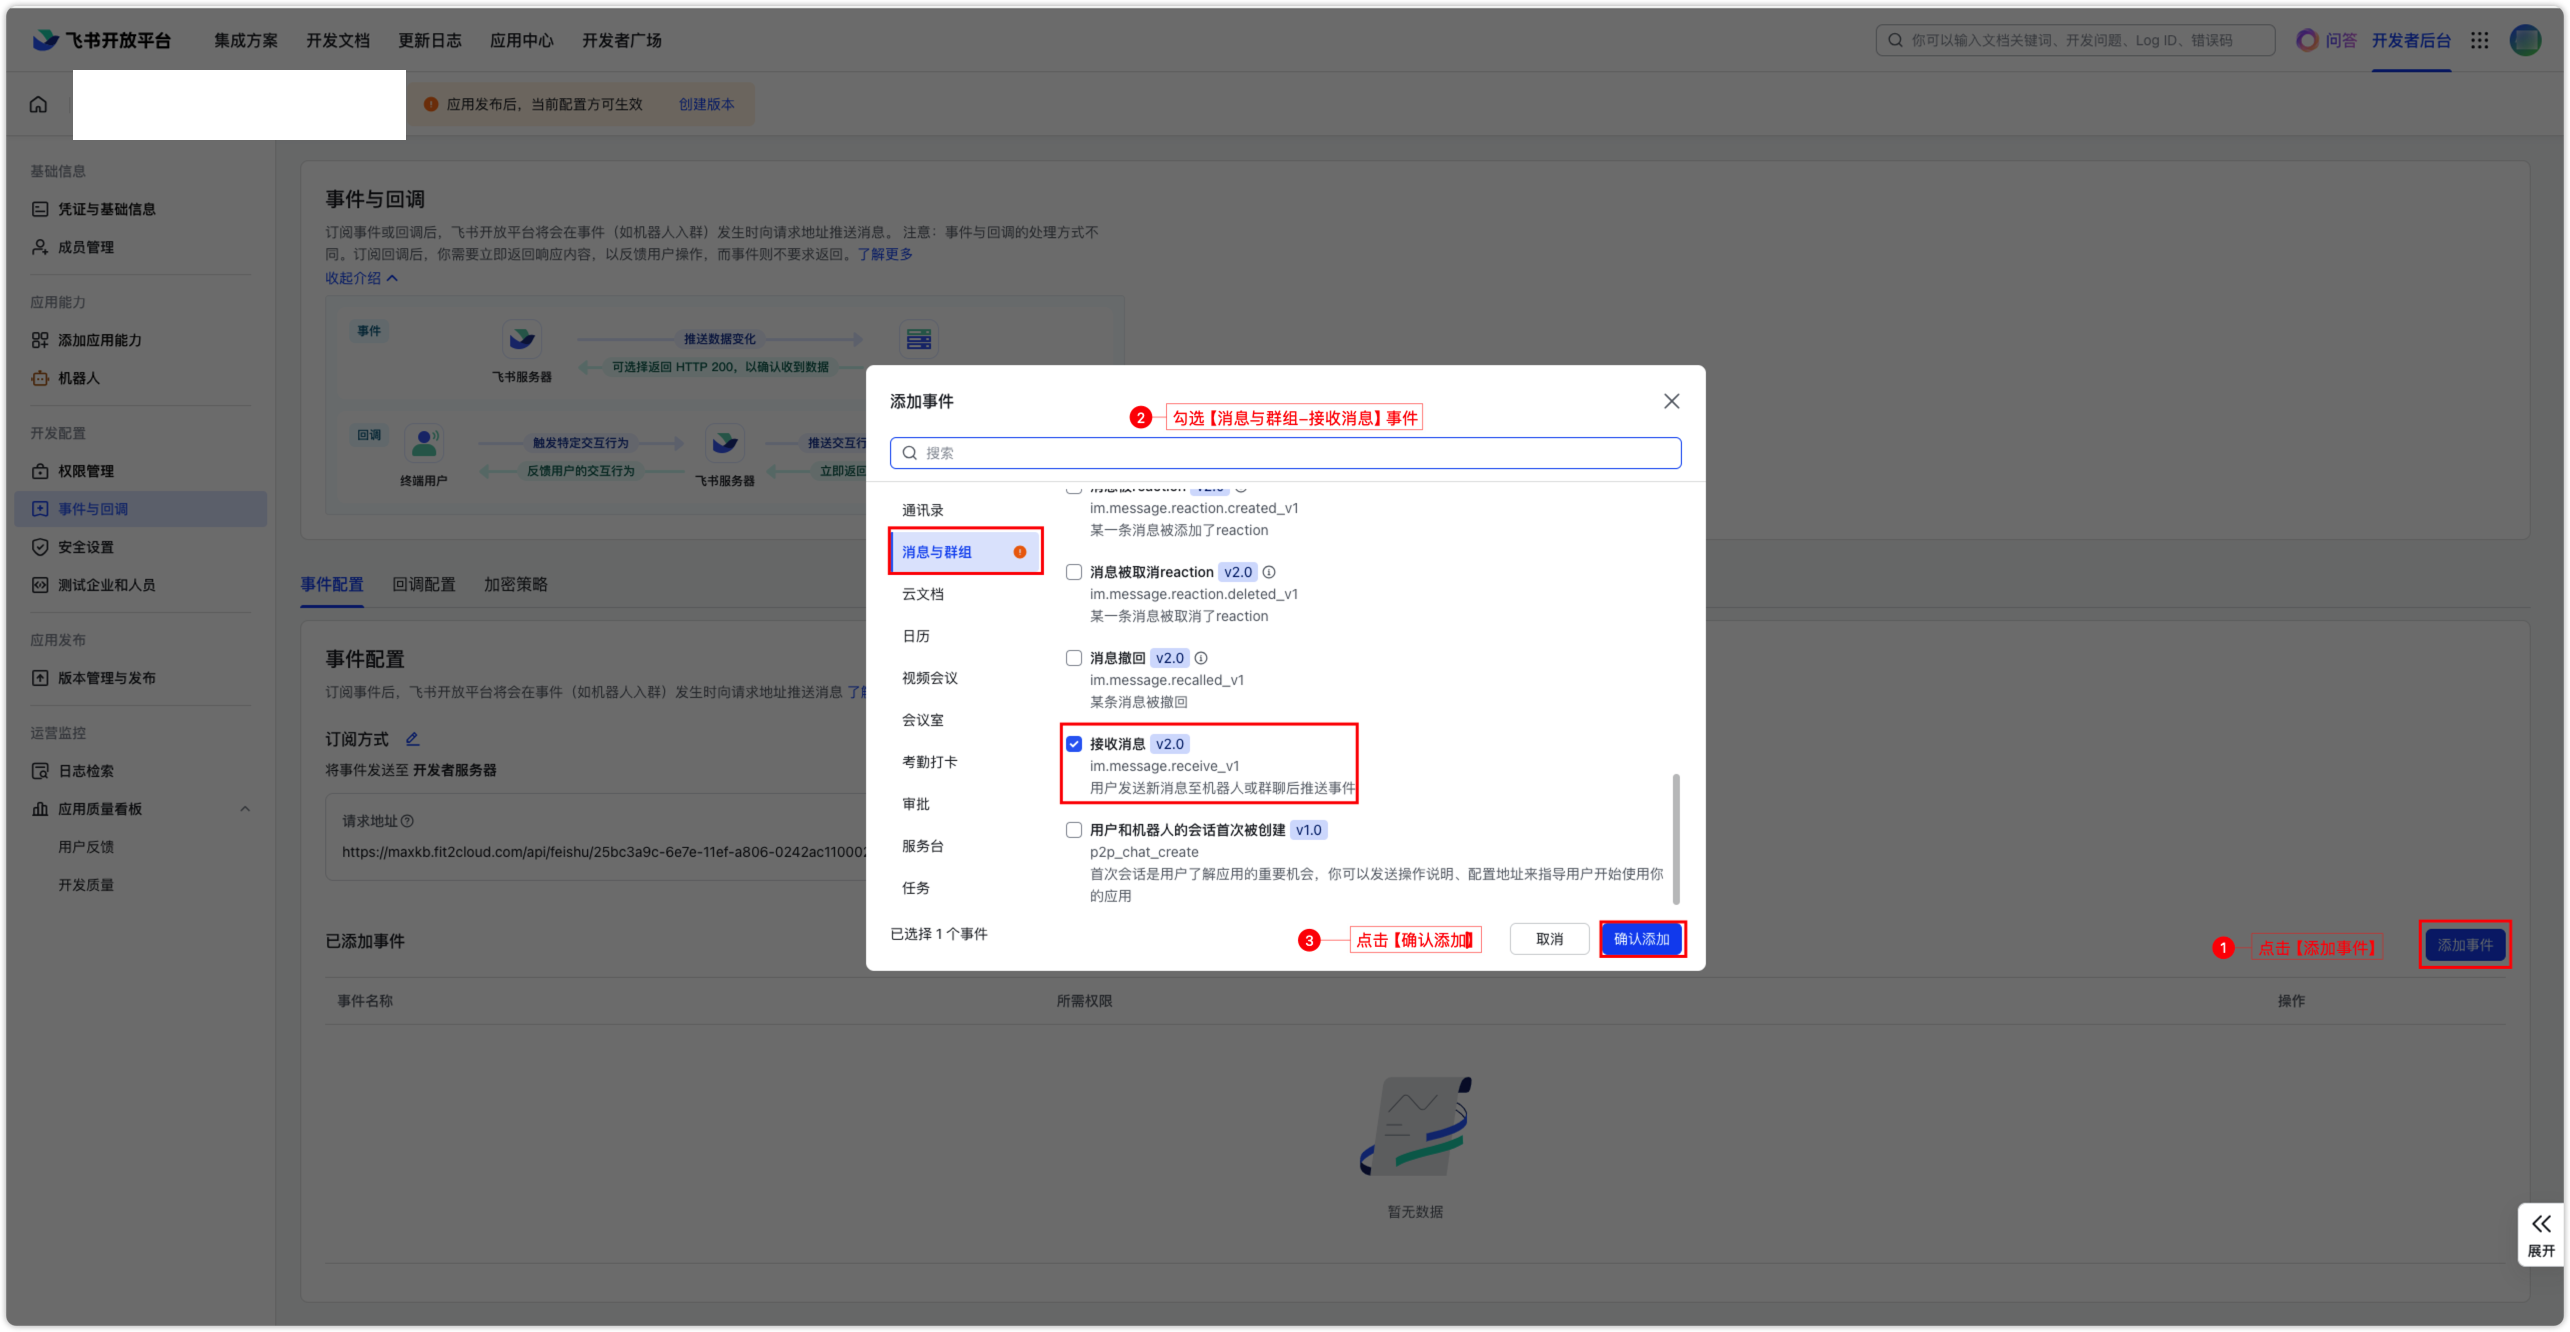 飞书开放平台
集成方案
开发文档
更新日志
应用中心
开发者广场
你可以输入文档关键词、开发问题、Log ID、错误码
问答
开发者后台
应用发布后，当前配置方可生效
创建版本
基础信息
凭证与基础信息
成员管理
应用能力
添加应用能力
机器人
开发配置
权限管理
事件与回调
安全设置
测试企业和人员
应用发布
版本管理与发布
运营监控
日志检索
应用质量看板
用户反馈
开发质量
事件与回调
订阅事件或回调后，飞书开放平台将会在事件（如机器人入群）发生时向请求地址推送消息。 注意：事件与回调的处理方式不
同。订阅回调后，你需要立即返回响应内容，以反馈用户操作，而事件则不要求返回。了解更多
收起介绍
事件
推送数据变化
可选择返回 HTTP 200，以确认收到数据
飞书服务器
回调
触发特定交互行为
反馈用户的交互行为
推送交互行
立即返回
终端用户
飞书服务器
事件配置
回调配置
加密策略
事件配置
订阅事件后，飞书开放平台将会在事件（如机器人入群）发生时向请求地址推送消息 了解
订阅方式
将事件发送至 开发者服务器
请求地址
https://maxkb.fit2cloud.com/api/feishu/25bc3a9c-6e7e-11ef-a806-0242ac110002
已添加事件
1
点击【添加事件】
添加事件
事件名称
所需权限
操作
暂无数据
展开
添加事件
2
勾选【消息与群组-接收消息】事件
搜索
通讯录
消息与群组
云文档
日历
视频会议
会议室
考勤打卡
审批
服务台
任务
消息被reaction v2.0
im.message.reaction.created_v1
某一条消息被添加了reaction
消息被取消reaction v2.0
im.message.reaction.deleted_v1
某一条消息被取消了reaction
消息撤回 v2.0
im.message.recalled_v1
某条消息被撤回
接收消息 v2.0
im.message.receive_v1
用户发送新消息至机器人或群聊后推送事件
用户和机器人的会话首次被创建 v1.0
p2p_chat_create
首次会话是用户了解应用的重要机会，你可以发送操作说明、配置地址来指导用户开始使用你
的应用
已选择 1 个事件
3
点击【确认添加】
取消
确认添加